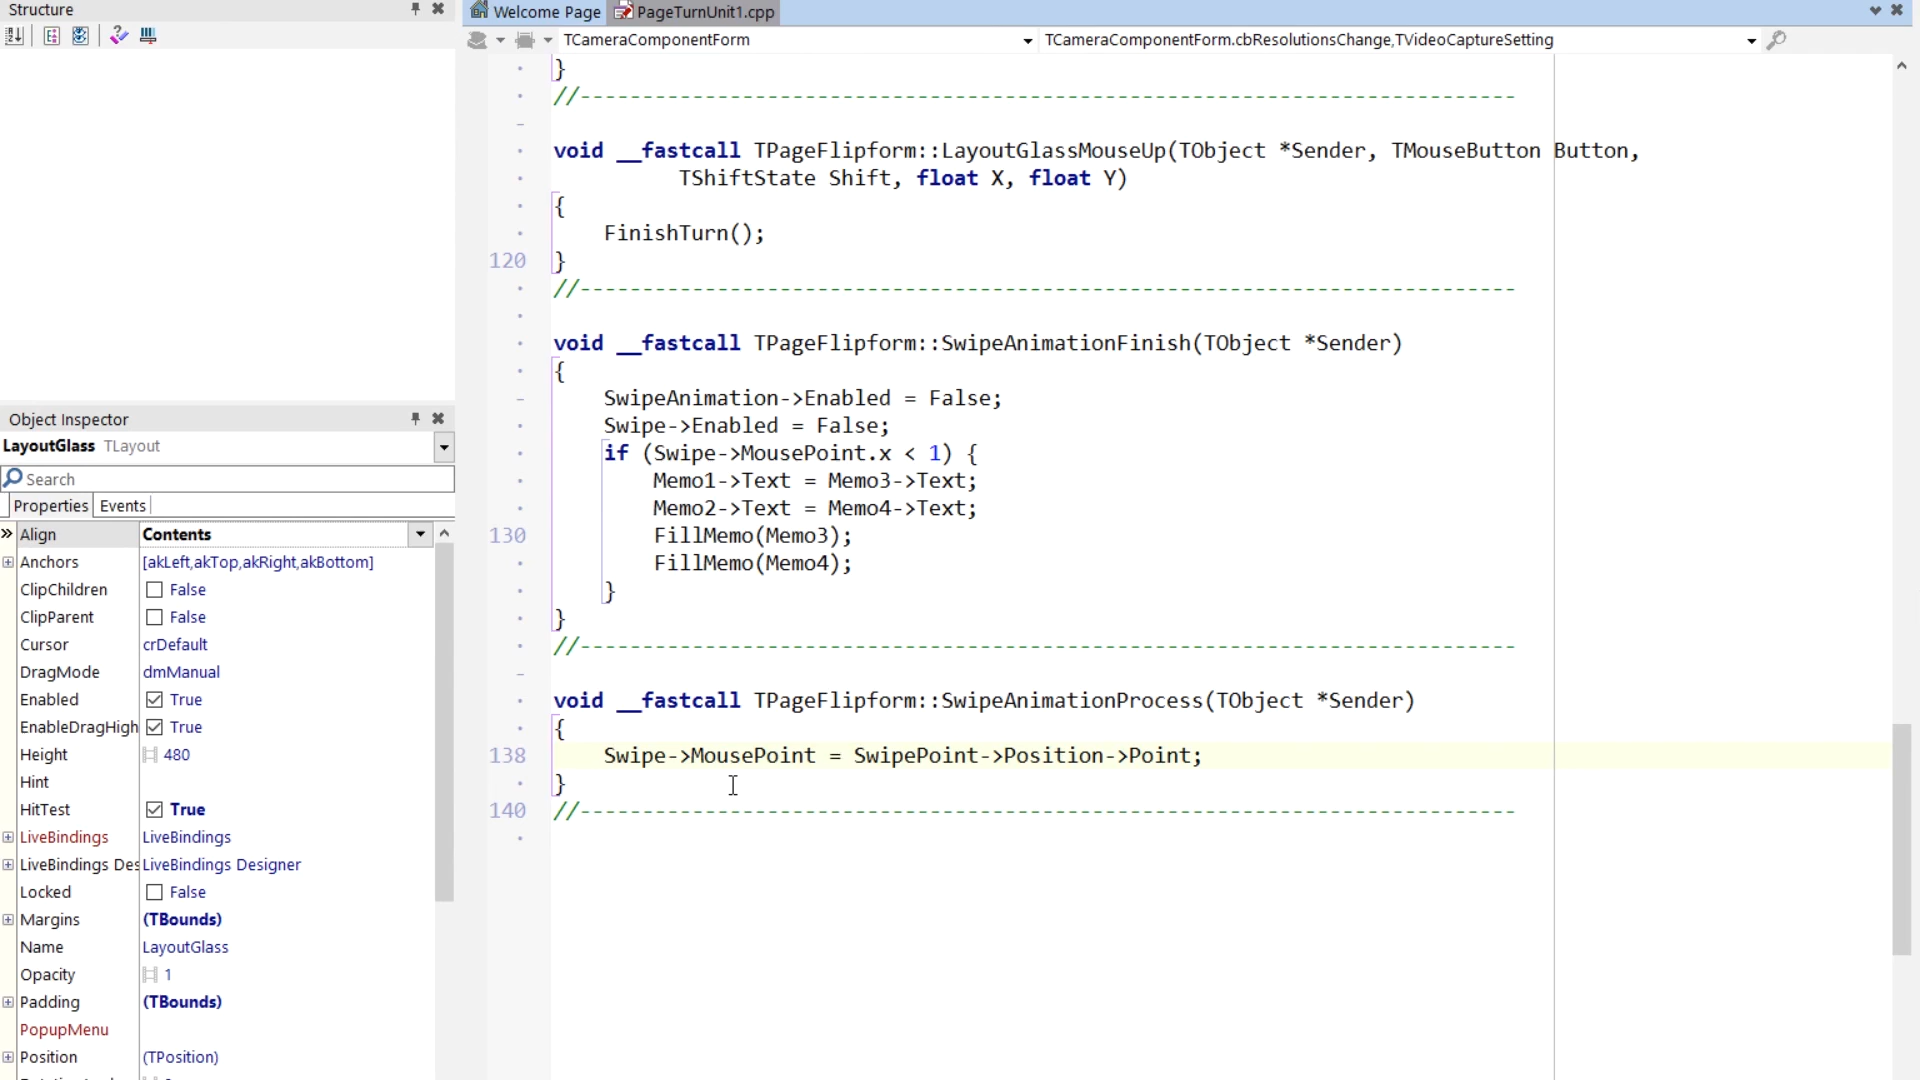 Structure
Welcome Page
PageTurnUnit1.cpp
TCameraComponentForm
TCameraComponentForm.cbResolutionsChange,TVideoCaptureSetting
}
//---------------------------------------------------------------------------
void __fastcall TPageFlipform::LayoutGlassMouseUp(TObject *Sender, TMouseButton Button,
TShiftState Shift, float X, float Y)
{
FinishTurn();
120 }
//---------------------------------------------------------------------------
void __fastcall TPageFlipform::SwipeAnimationFinish(TObject *Sender)
{
SwipeAnimation->Enabled = False;
Swipe->Enabled = False;
if (Swipe->MousePoint.x < 1) {
Memo1->Text = Memo3->Text;
Memo2->Text = Memo4->Text;
130 FillMemo(Memo3);
FillMemo(Memo4);
}
}
//---------------------------------------------------------------------------
void __fastcall TPageFlipform::SwipeAnimationProcess(TObject *Sender)
{
138 Swipe->MousePoint = SwipePoint->Position->Point;
}
140 //---------------------------------------------------------------------------
Object Inspector
LayoutGlass TLayout
Search
Properties Events
Align Contents
Anchors [akLeft,akTop,akRight,akBottom]
ClipChildren False
ClipParent False
Cursor crDefault
DragMode dmManual
Enabled True
EnableDragHigh True
Height 480
Hint
HitTest True
LiveBindings LiveBindings
LiveBindings Des LiveBindings Designer
Locked False
Margins (TBounds)
Name LayoutGlass
Opacity 1
Padding (TBounds)
PopupMenu
Position (TPosition)